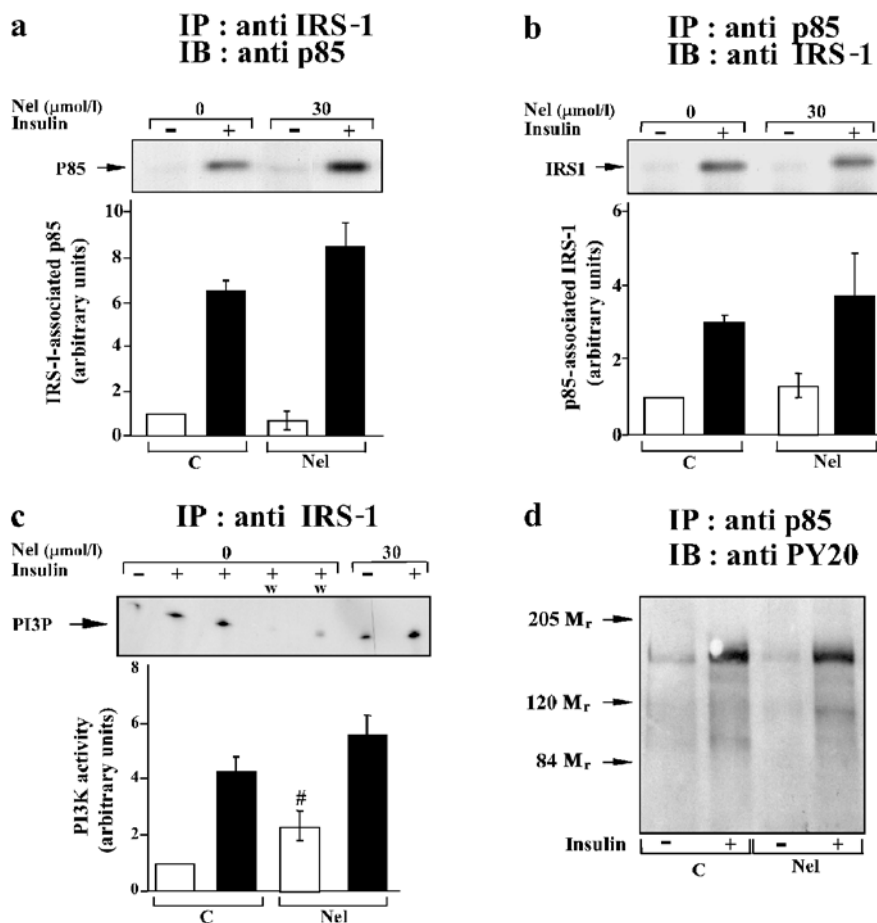 a
IP : anti IRS-1
IB : anti p85
Nel (µmol/l) 0 30
Insulin - + - +
P85
10
8
6
4
2
0
IRS-1-associated p85
(arbitrary units)
C Nel
b
IP : anti p85
IB : anti IRS-1
Nel (µmol/l) 0 30
Insulin - + - +
IRS1
6
4
2
0
p85-associated IRS-1
(arbitrary units)
C Nel
c
IP : anti IRS-1
Nel (µmol/l) 0 30
Insulin - + + + + - +
w w
PI3P
8
6
4
2
0
PI3K activity
(arbitrary units)
#
C Nel
d
IP : anti p85
IB : anti PY20
205 Mr
120 Mr
84 Mr
Insulin - + - +
C Nel